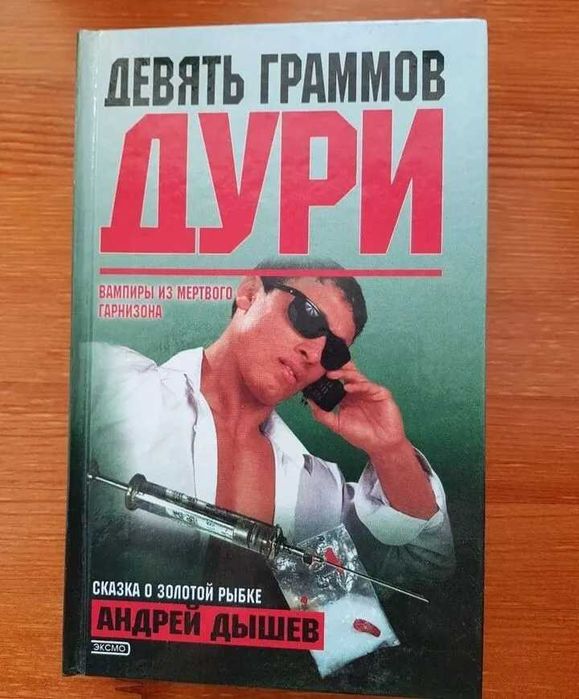 ДЕВЯТЬ ГРАММОВ
ДУРИ
ВАМПИРЫ ИЗ МЕРТВОГО
ГАРНИЗОНА
СКАЗКА О ЗОЛОТОЙ РЫБКЕ
АНДРЕЙ ДЫШЕВ
ЭКСМО